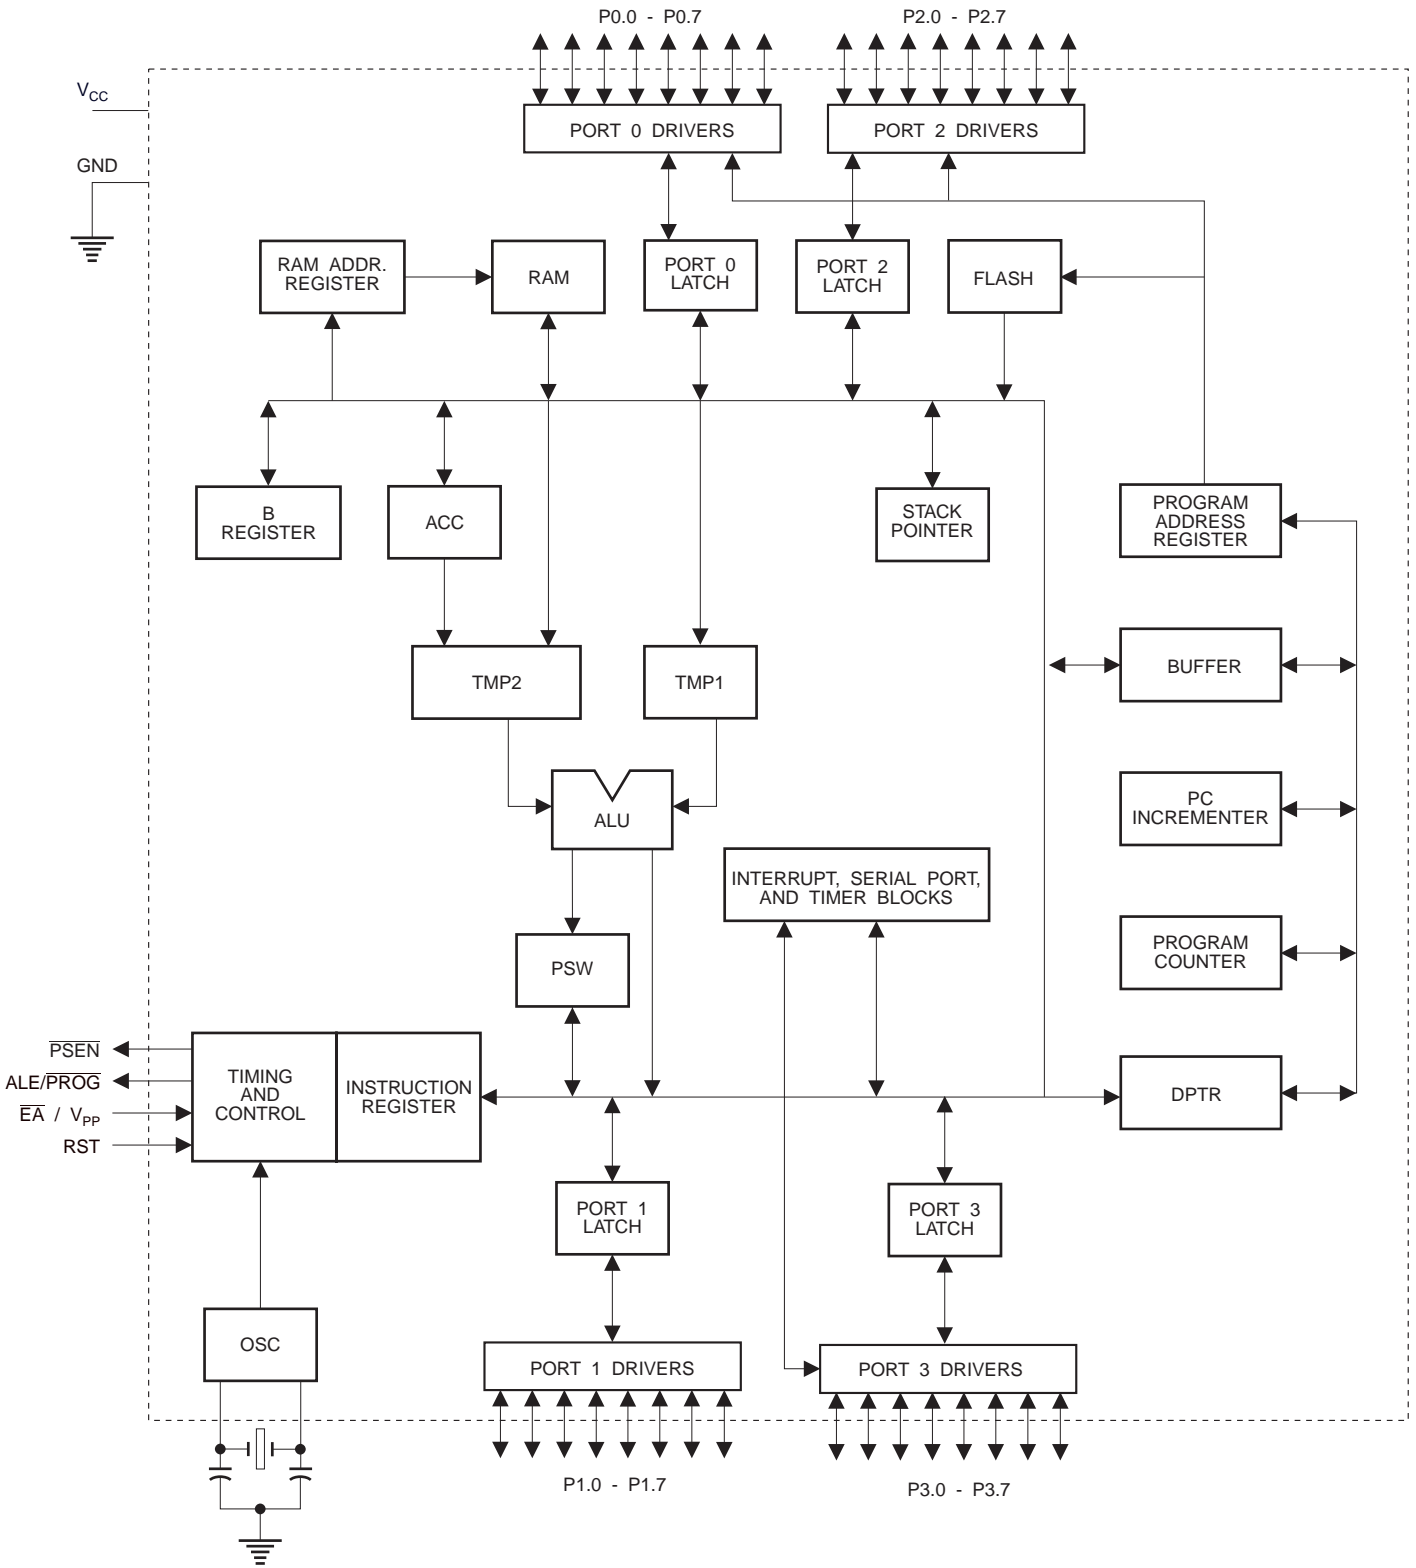 P0.0 - P0.7
P2.0 - P2.7
VCC
GND
PORT 0 DRIVERS
PORT 2 DRIVERS
RAM ADDR.
REGISTER
RAM
PORT 0
LATCH
PORT 2
LATCH
FLASH
B
REGISTER
ACC
STACK
POINTER
PROGRAM
ADDRESS
REGISTER
BUFFER
TMP2
TMP1
ALU
PC
INCREMENTER
INTERRUPT, SERIAL PORT,
AND TIMER BLOCKS
PROGRAM
COUNTER
PSW
PSEN
ALE/PROG
EA / VPP
RST
TIMING
AND
CONTROL
INSTRUCTION
REGISTER
DPTR
PORT 1
LATCH
PORT 3
LATCH
OSC
PORT 1 DRIVERS
PORT 3 DRIVERS
P1.0 - P1.7
P3.0 - P3.7